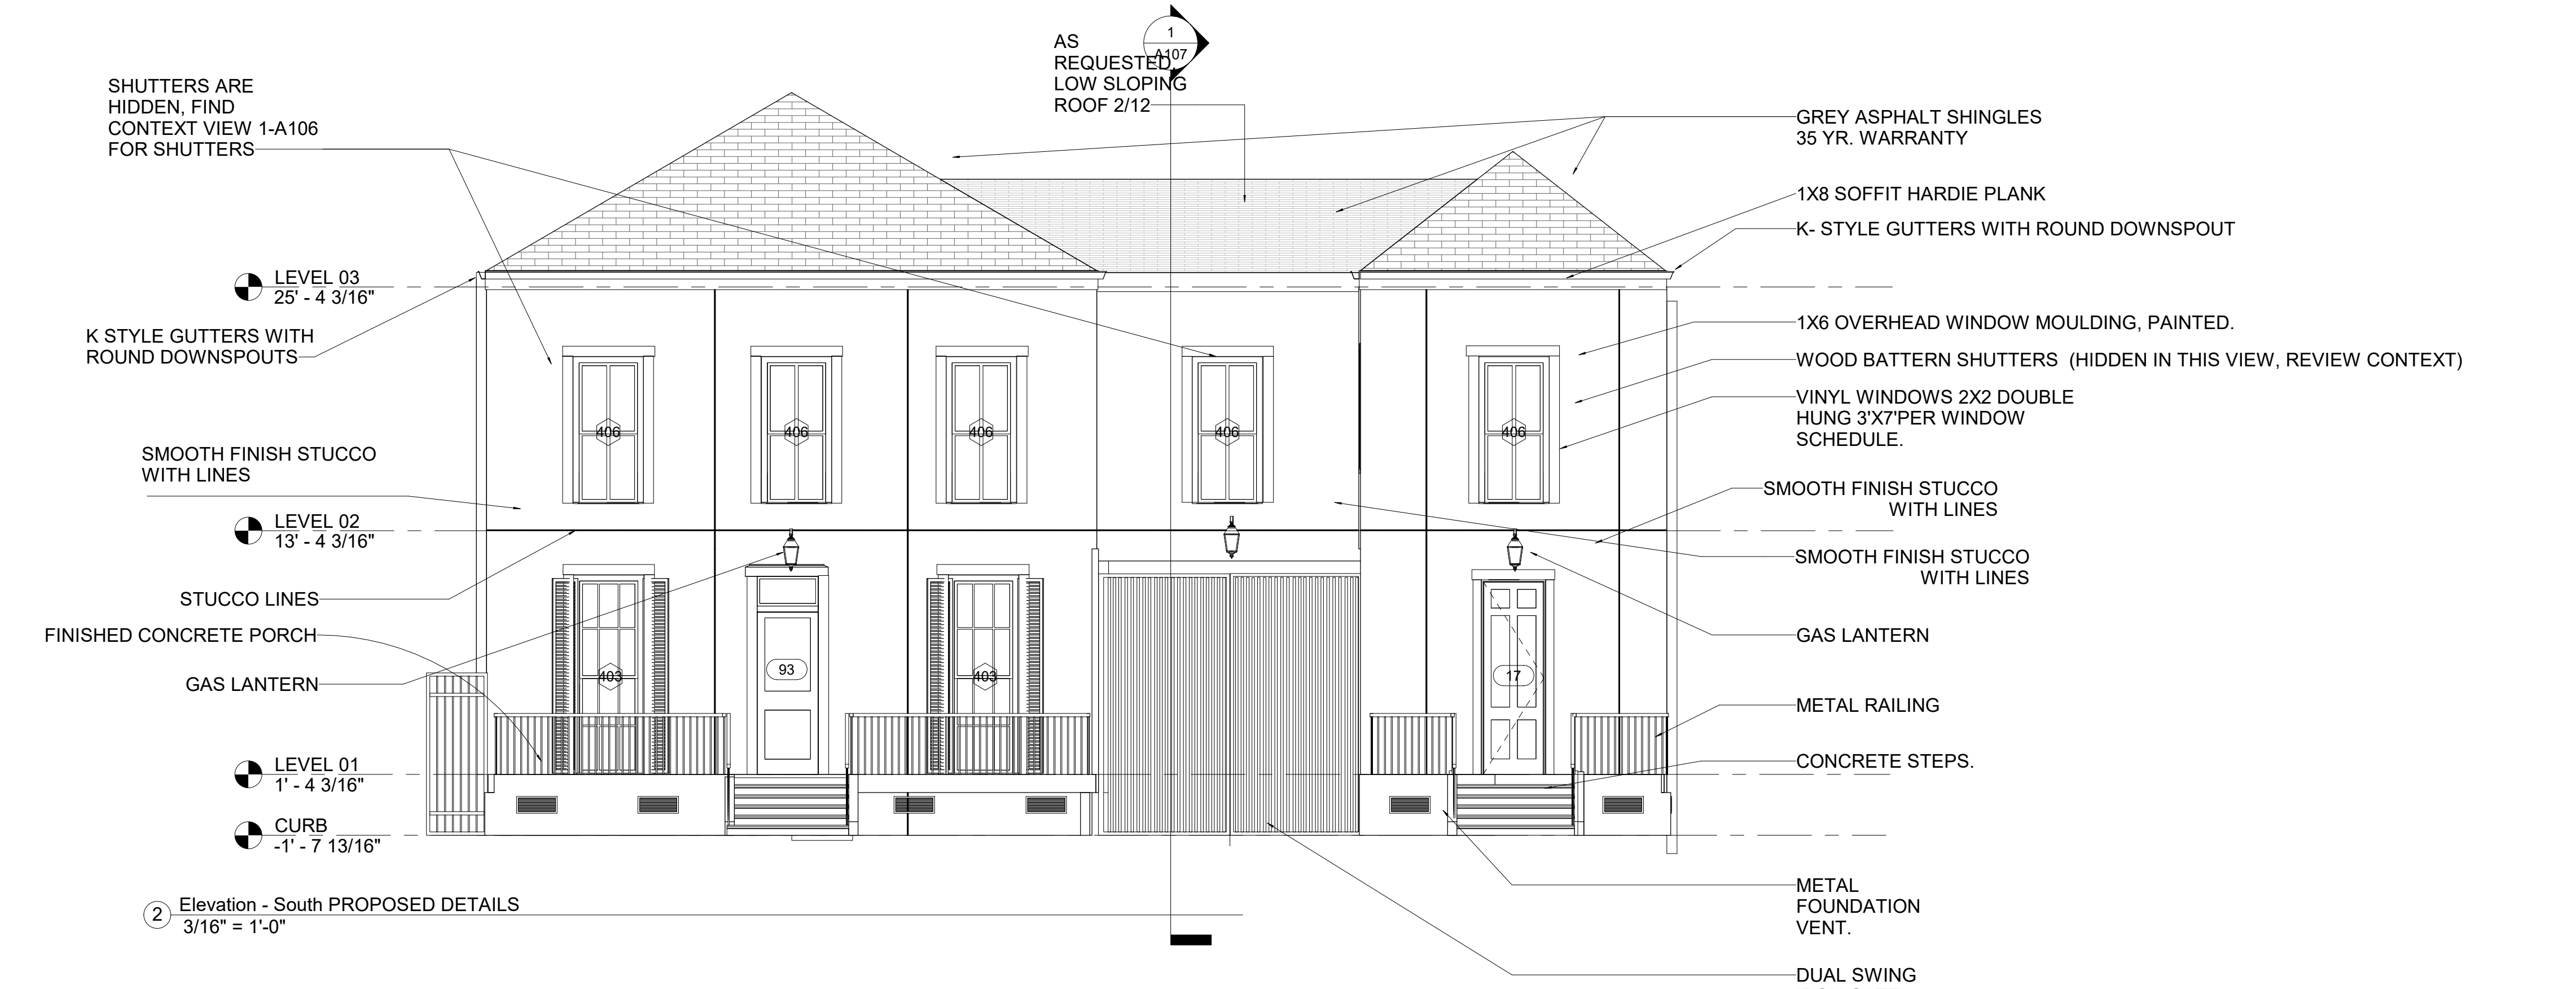 1
A107
AS
REQUESTED,
LOW SLOPING
ROOF 2/12
SHUTTERS ARE
HIDDEN, FIND
CONTEXT VIEW 1-A106
FOR SHUTTERS
GREY ASPHALT SHINGLES
35 YR. WARRANTY
1X8 SOFFIT HARDIE PLANK
K- STYLE GUTTERS WITH ROUND DOWNSPOUT
LEVEL 03
25' - 4 3/16"
K STYLE GUTTERS WITH
ROUND DOWNSPOUTS
1X6 OVERHEAD WINDOW MOULDING, PAINTED.
WOOD BATTERN SHUTTERS  (HIDDEN IN THIS VIEW, REVIEW CONTEXT)
VINYL WINDOWS 2X2 DOUBLE
HUNG 3'X7'PER WINDOW
SCHEDULE.
406
406
406
406
406
SMOOTH FINISH STUCCO
WITH LINES
SMOOTH FINISH STUCCO
WITH LINES
LEVEL 02
13' - 4 3/16"
SMOOTH FINISH STUCCO
WITH LINES
STUCCO LINES
FINISHED CONCRETE PORCH
GAS LANTERN
GAS LANTERN
403
93
403
17
METAL RAILING
LEVEL 01
1' - 4 3/16"
CONCRETE STEPS.
CURB
-1' - 7 13/16"
METAL
FOUNDATION
VENT.
2
Elevation - South PROPOSED DETAILS
3/16" = 1'-0"
DUAL SWING